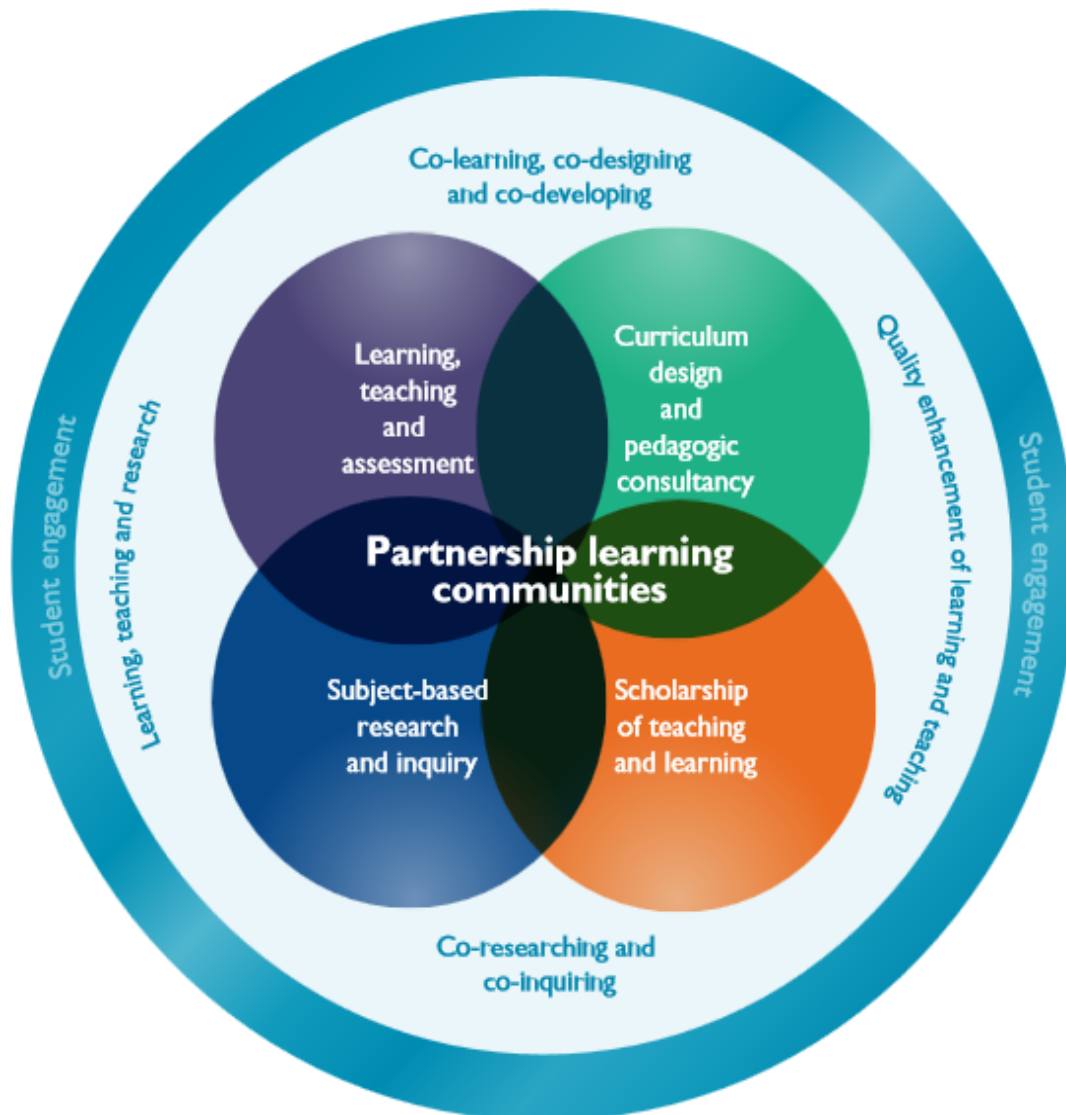 Co-learning, co-designing
and co-developing
Learning,
teaching
and
assessment
Curriculum
design
and
pedagogic
consultancy
Student engagement
Learning, teaching and research
Quality enhancement of learning and teaching
Student engagement
Partnership learning
communities
Subject-based
research
and inquiry
Scholarship
of teaching
and learning
Co-researching and
co-inquiring